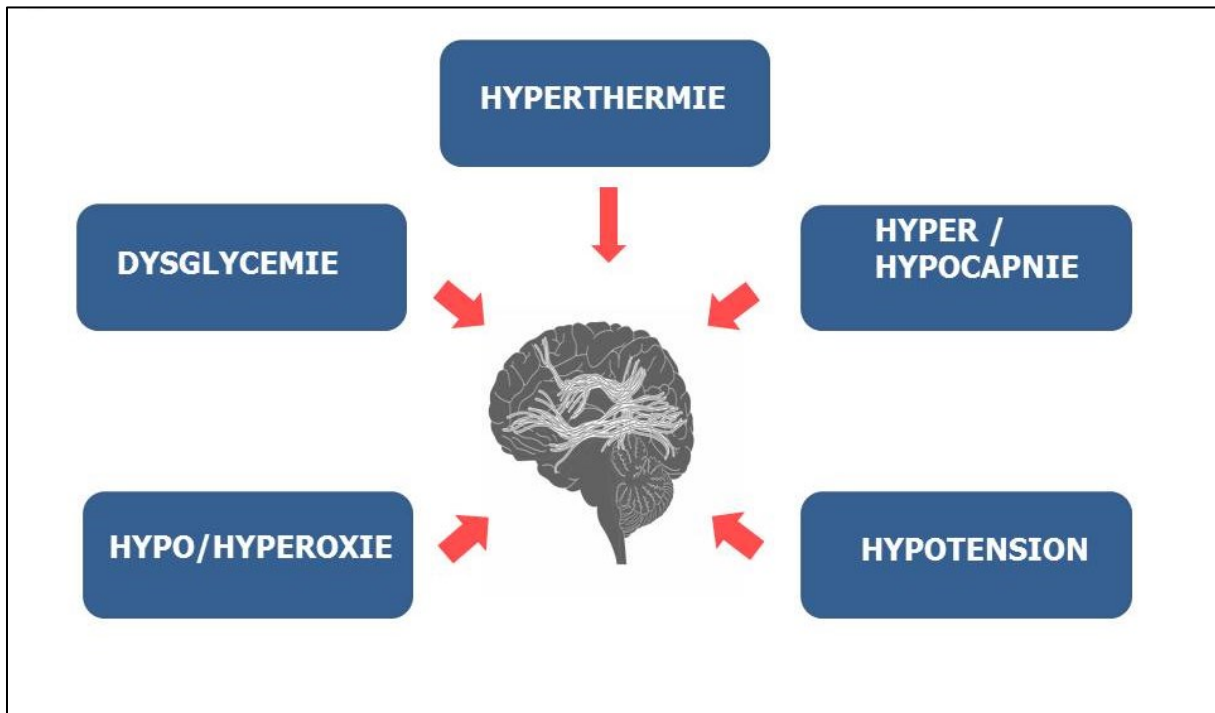 HYPERTHERMIE
DYSGLYCEMIE
HYPER /
HYPOCAPNIE
HYPO/HYPEROXIE
HYPOTENSION